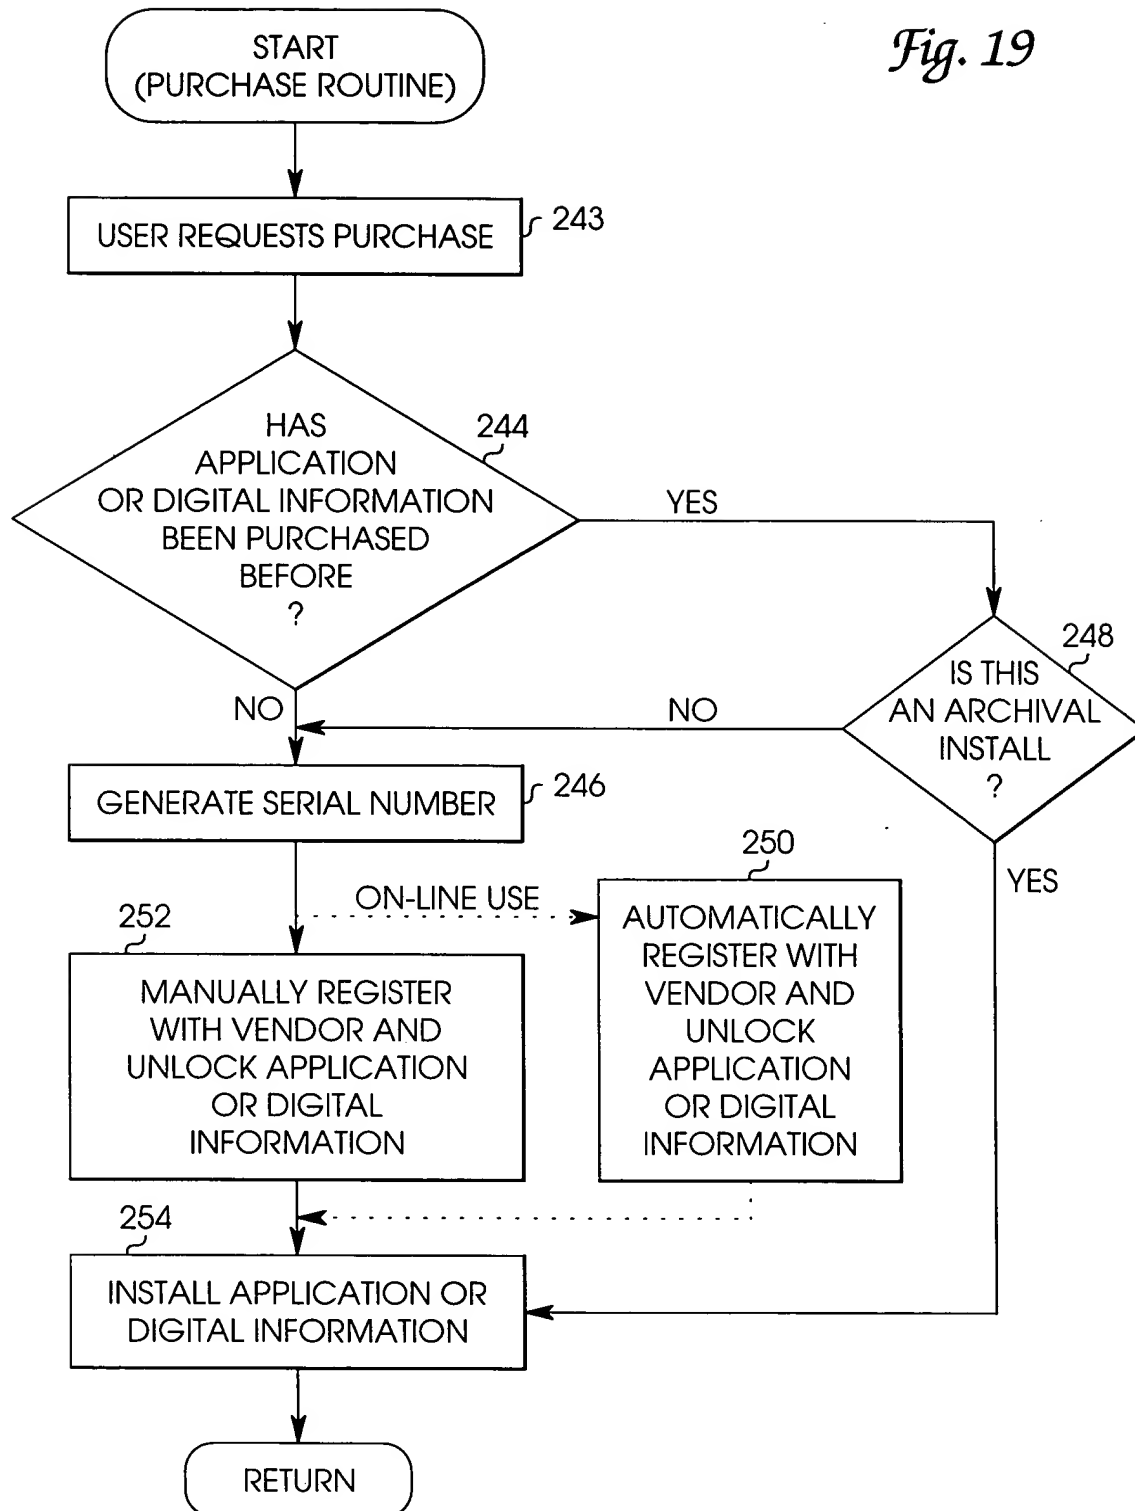 Fig. 19
START
(PURCHASE ROUTINE)
USER REQUESTS PURCHASE
243
HAS
APPLICATION
OR DIGITAL INFORMATION
BEEN PURCHASED
BEFORE
?
244
YES
248
IS THIS
AN ARCHIVAL
INSTALL
?
NO
NO
GENERATE SERIAL NUMBER
246
YES
ON-LINE USE
250
AUTOMATICALLY
REGISTER WITH
VENDOR AND
UNLOCK
APPLICATION
OR DIGITAL
INFORMATION
252
MANUALLY REGISTER
WITH VENDOR AND
UNLOCK APPLICATION
OR DIGITAL
INFORMATION
254
INSTALL APPLICATION OR
DIGITAL INFORMATION
RETURN